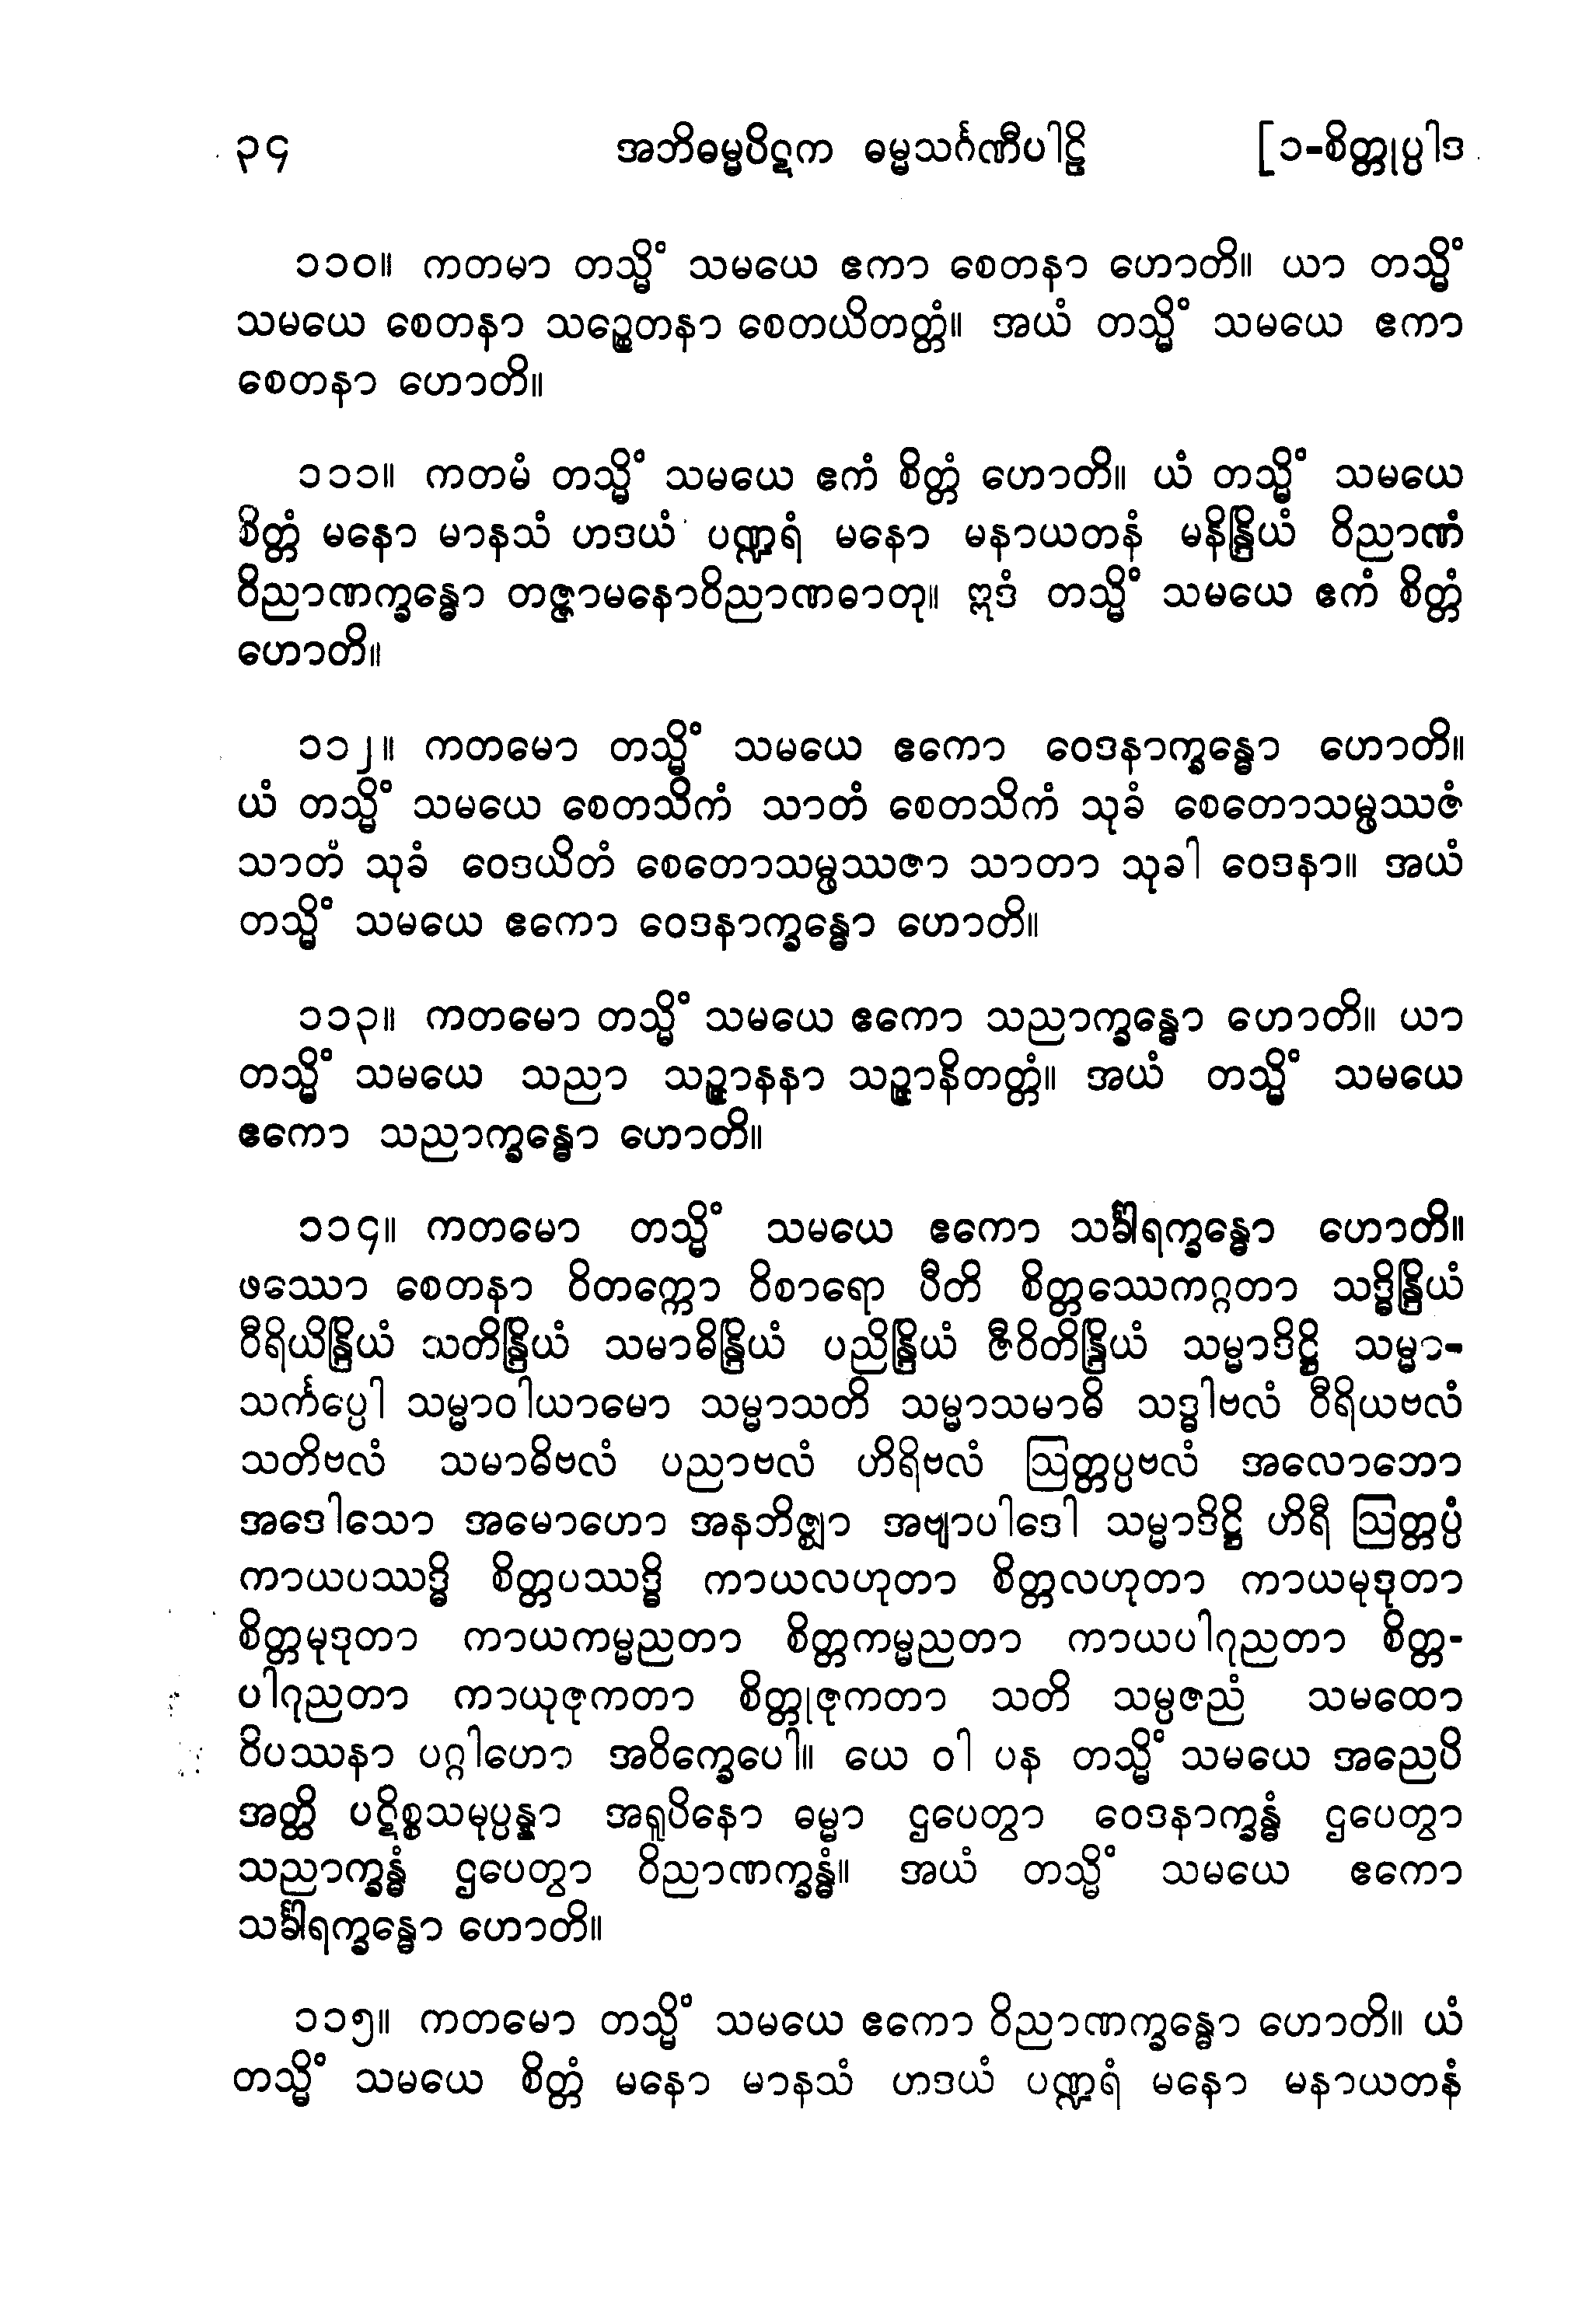 ၃၄ အဘိဓမ္မပိဋက ဓမ္မသင်္ဂဏီပါဠိ [၁-စိတ္တုပ္ပါဒ
၁၁၀။ ကတမာ တသ္မိံ သမယေ ဧကာ စေတနာ ဟောတိ။ ယာ တသ္မိံ
သမယေ စေတနာ သဉ္စေတနာ စေတယိတတ္တံ။ အယံ တသ္မိံ သမယေ ဧကာ
စေတနာ ဟောတိ။
၁၁၁။ ကတမံ တသ္မိံ သမယေ ဧကံ စိတ္တံ ဟောတိ။ ယံ တသ္မိံ သမယေ
စိတ္တံ မနော မာနသံ ဟဒယံ ပဏ္ဍရံ မနော မနာယတနံ မနိန္ဒြိယံ ဝိညာဏံ
ဝိညာဏက္ခန္ဓော တဇ္ဇာမနောဝိညာဏဓာတု။ ဣဒံ တသ္မိံ သမယေ ဧကံ စိတ္တံ
ဟောတိ။
၁၁၂။ ကတမော တသ္မိံ သမယေ ဧကော ဝေဒနာက္ခန္ဓော ဟောတိ။
ယံ တသ္မိံ သမယေ စေတသိကံ သာတံ စေတသိကံ သုခံ စေတောသမ္ဖဿဇံ
သာတံ သုခံ ဝေဒယိတံ စေတောသမ္ဖဿဇာ သာတာ သုခါ ဝေဒနာ။ အယံ
တသ္မိံ သမယေ ဧကော ဝေဒနာက္ခန္ဓော ဟောတိ။
၁၁၃။ ကတမော တသ္မိံ သမယေ ဧကော သညာက္ခန္ဓော ဟောတိ။ ယာ
တသ္မိံ သမယေ သညာ သဉ္ဇာနနာ သဉ္ဇာနိတတ္တံ။ အယံ တသ္မိံ သမယေ
ဧကော သညာက္ခန္ဓော ဟောတိ။
၁၁၄။ ကတမော တသ္မိံ သမယေ ဧကော သင်္ခါရက္ခန္ဓော ဟောတိ။
ဖဿော စေတနာ ဝိတက္ကော ဝိစာရော ပီတိ စိတ္တဿေကဂ္ဂတာ သဒ္ဓိန္ဒြိယံ
ဝီရိယိန္ဒြိယံ သတိန္ဒြိယံ သမာဓိန္ဒြိယံ ပညိန္ဒြိယံ ဇီဝိတိန္ဒြိယံ သမ္မာဒိဋ္ဌိ သမ္မာ-
သင်္ကပ္ပေါ သမ္မာဝါယာမော သမ္မာသတိ သမ္မာသမာဓိ သဒ္ဓါဗလံ ဝီရိယဗလံ
သတိဗလံ သမာဓိဗလံ ပညာဗလံ ဟိရိဗလံ ဩတ္တပ္ပဗလံ အလောဘော
အဒေါသော အမောဟော အနဘိဇ္ဈာ အဗျာပါဒေါ သမ္မာဒိဋ္ဌိ ဟိရီ ဩတ္တပ္ပံ
ကာယပဿဒ္ဓိ စိတ္တပဿဒ္ဓိ ကာယလဟုတာ စိတ္တလဟုတာ ကာယမုဒုတာ
စိတ္တမုဒုတာ ကာယကမ္မညတာ စိတ္တကမ္မညတာ ကာယပါဂုညတာ စိတ္တ-
ပါဂုညတာ ကာယုဇုကတာ စိတ္တုဇုကတာ သတိ သမ္ပဇညံ သမထော
ဝိပဿနာ ပဂ္ဂါဟော အဝိက္ခေပေါ။ ယေ ဝါ ပန တသ္မိံ သမယေ အညေပိ
အတ္ထိ ပဋိစ္စသမုပ္ပန္နာ အရူပိနော ဓမ္မာ ဌပေတွာ ဝေဒနာက္ခန္ဓံ ဌပေတွာ
သညာက္ခန္ဓံ ဌပေတွာ ဝိညာဏက္ခန္ဓံ။ အယံ တသ္မိံ သမယေ ဧကော
သင်္ခါရက္ခန္ဓော ဟောတိ။
၁၁၅။ ကတမော တသ္မိံ သမယေ ဧကော ဝိညာဏက္ခန္ဓော ဟောတိ။ ယံ
တသ္မိံ သမယေ စိတ္တံ မနော မာနသံ ဟဒယံ ပဏ္ဍရံ မနော မနာယတနံ